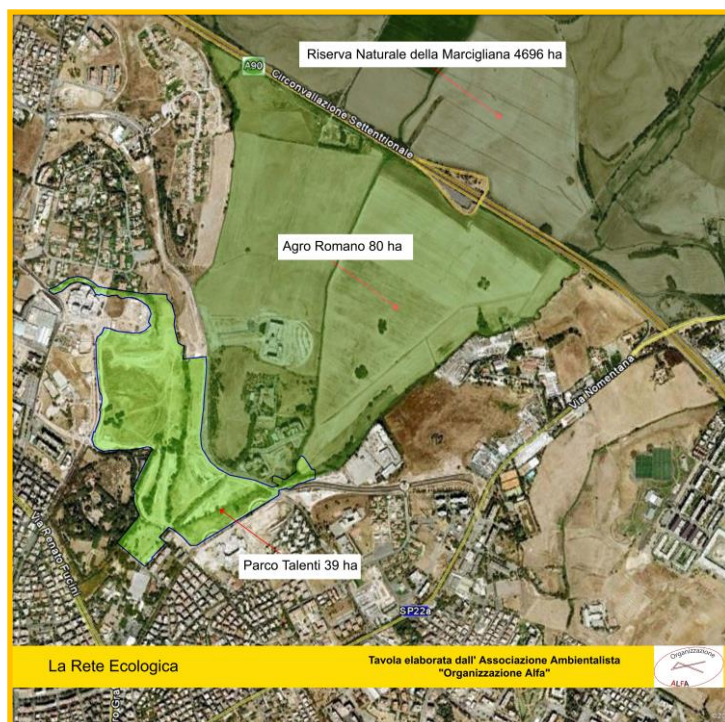 Riserva Naturale della Marcigliana 4696 ha
A90
Circonvallazione Settentrionale
Agro Romano 80 ha
Via Nomentana
Via Renato Fucini
Parco Talenti 39 ha
SP22a
La Rete Ecologica
Tavola elaborata dall' Associazione Ambientalista
"Organizzazione Alfa"
Organizzazione
ALFA